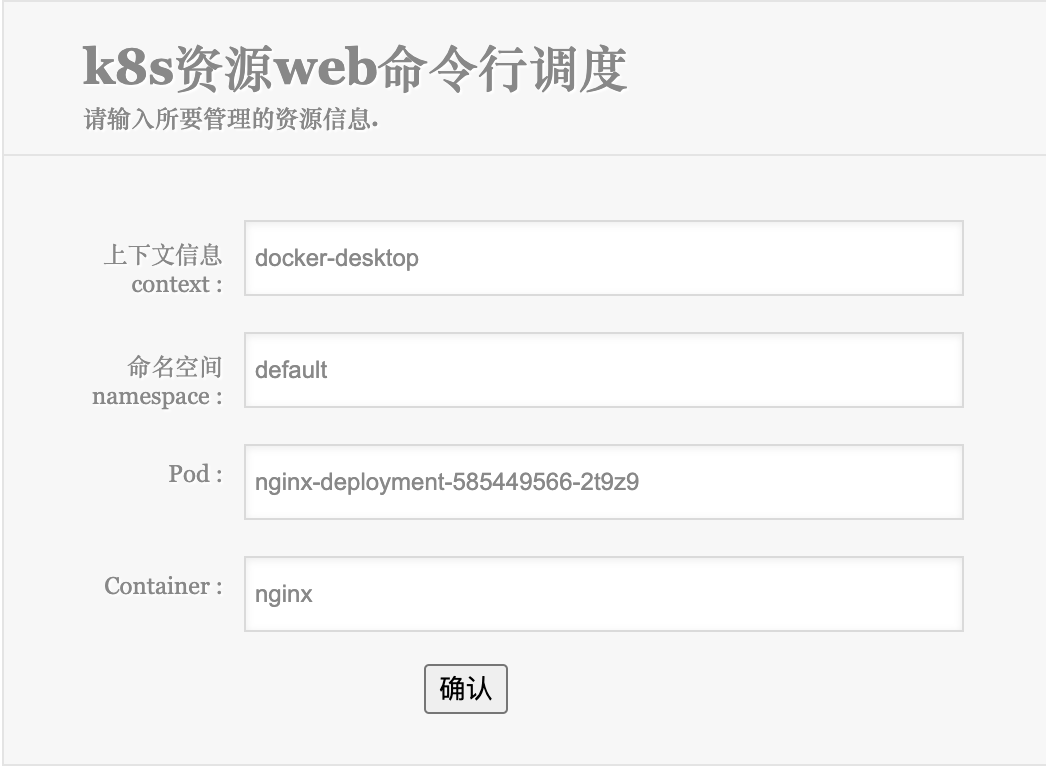 k8s资源web命令行调度
请输入所要管理的资源信息.
上下文信息
context :
docker-desktop
命名空间
namespace :
default
Pod :
nginx-deployment-585449566-2t9z9
Container :
nginx
确认